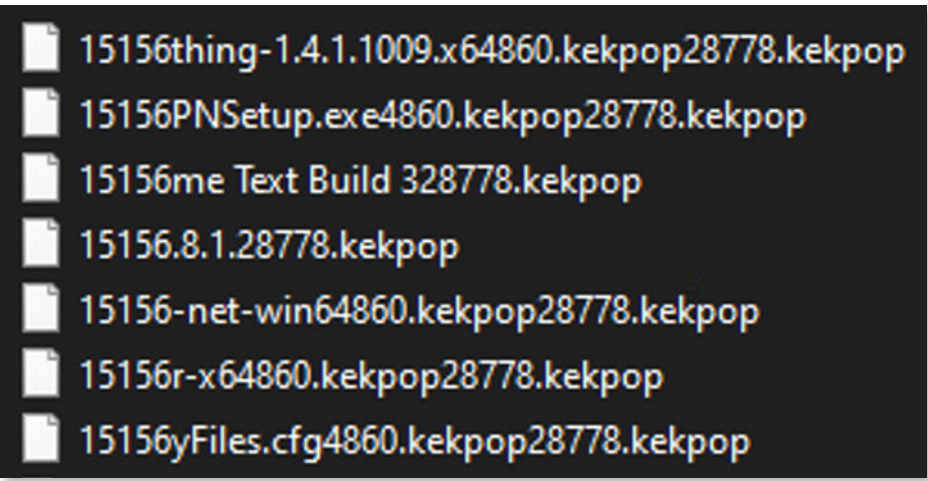 15156thing-1.4.1.1009.x64860.kekpop28778.kekpop
15156PNSetup.exe4860.kekpop28778.kekpop
15156me Text Build 328778.kekpop
15156.8.1.28778.kekpop
15156-net-win64860.kekpop28778.kekpop
15156r-x64860.kekpop28778.kekpop
15156yFiles.cfg4860.kekpop28778.kekpop